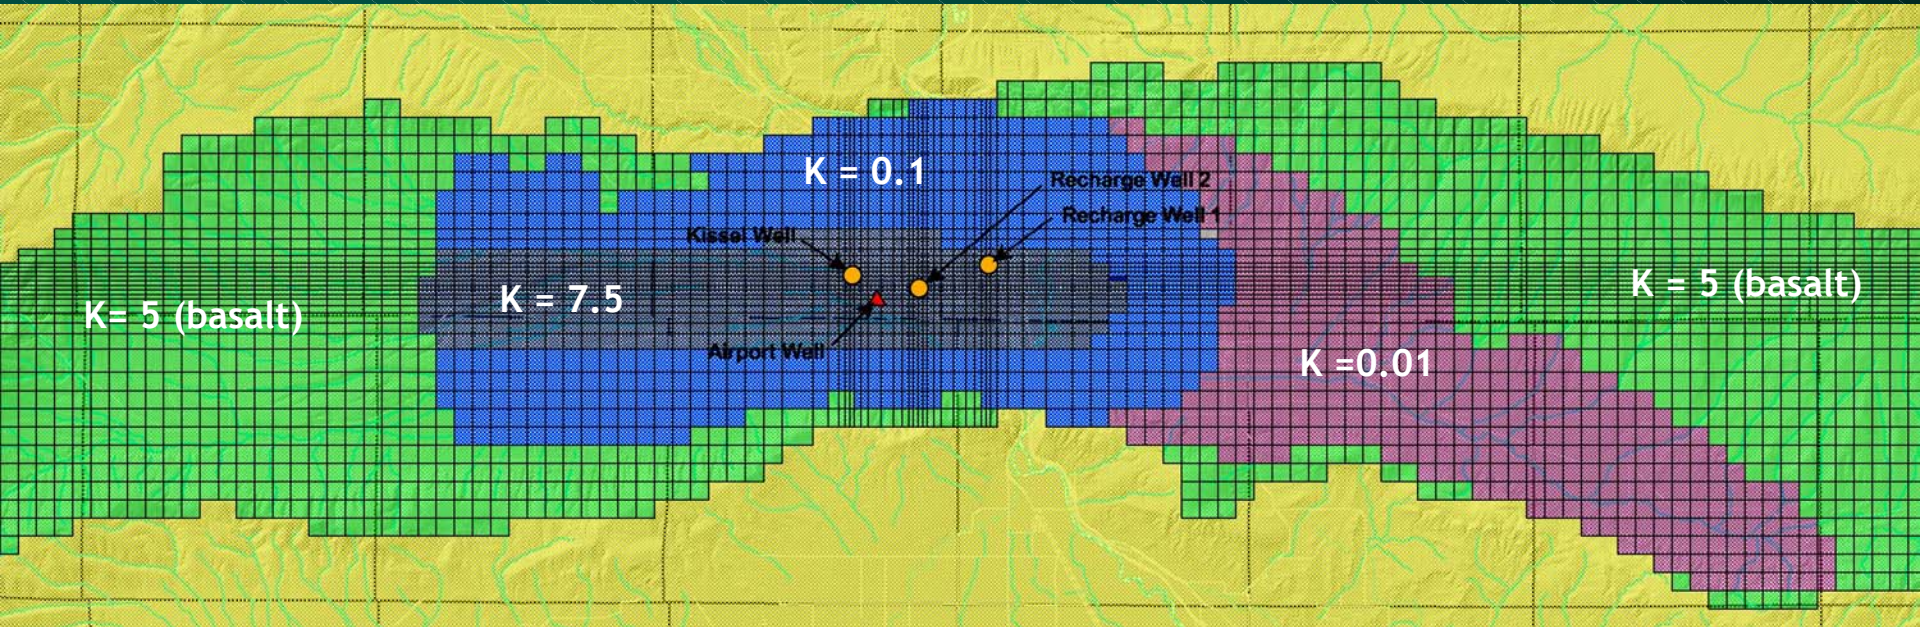 K = 0.1
Recharge Well 2
Recharge Well 1
Kissel Well
K = 7.5
K= 5 (basalt)
K = 5 (basalt)
Airport Well
K =0.01